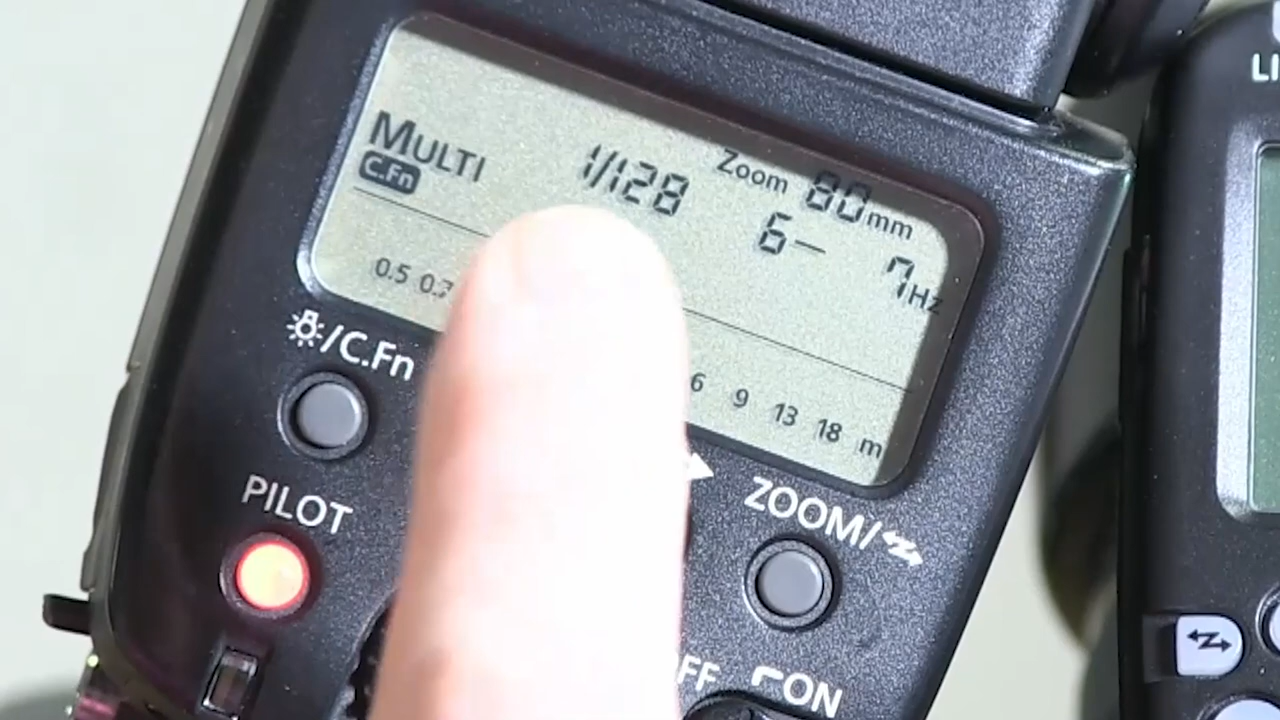 LI
MULTI 1/128 Zoom 80mm
C.Fn 6– 7Hz
0.5 0.7 6 9 13 18 m
/C.Fn
PILOT
ZOOM/
FF ON